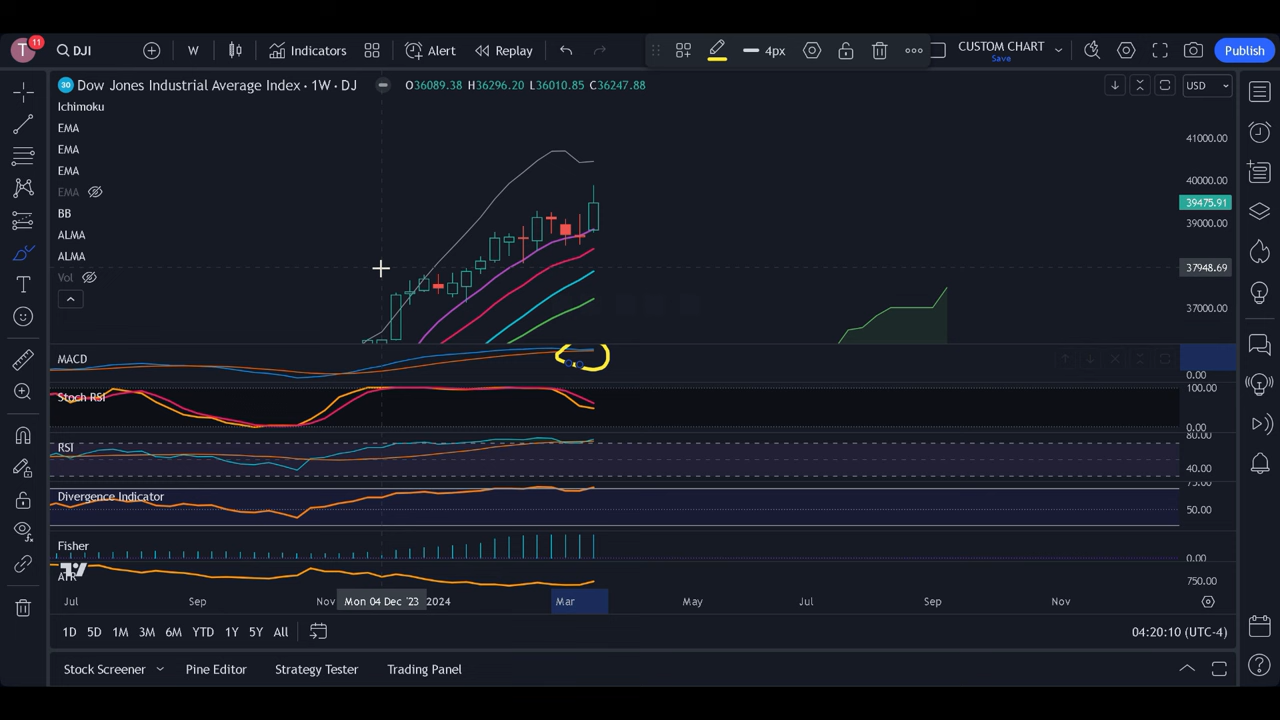 T 11 DJI W Indicators Alert Replay 4px CUSTOM CHART Save Publish
30 Dow Jones Industrial Average Index · 1W · DJ O36089.38 H36296.20 L36010.85 C36247.88 USD
Ichimoku
EMA
41000.00
EMA
EMA
40000.00
EMA
39475.91
BB
39000.00
ALMA
ALMA
37948.69
Vol
37000.00
MACD
0.00
100.00
Stoch RSI
0.00
80.00
RSI
40.00
75.00
Divergence Indicator
50.00
Fisher
0.00
ATR
750.00
Jul Sep Nov Mon 04 Dec '23 2024 Mar May Jul Sep Nov
1D 5D 1M 3M 6M YTD 1Y 5Y All 04:20:10 (UTC-4)
Stock Screener Pine Editor Strategy Tester Trading Panel